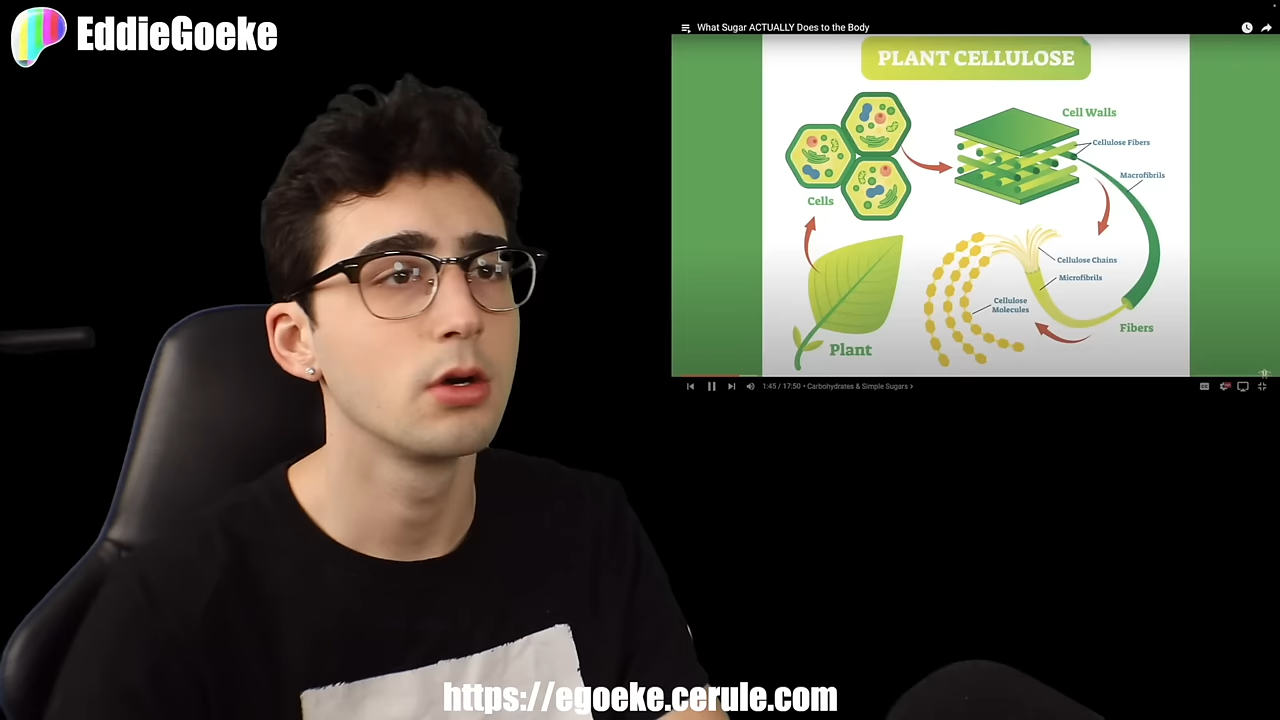 EddieGoeke
What Sugar ACTUALLY Does to the Body
PLANT CELLULOSE
Cell Walls
Cellulose Fibers
Macrofibrils
Cells
Cellulose Chains
Microfibrils
Cellulose
Molecules
Fibers
Plant
1:45 / 17:50 • Carbohydrates & Simple Sugars >
https://egoeke.cerule.com